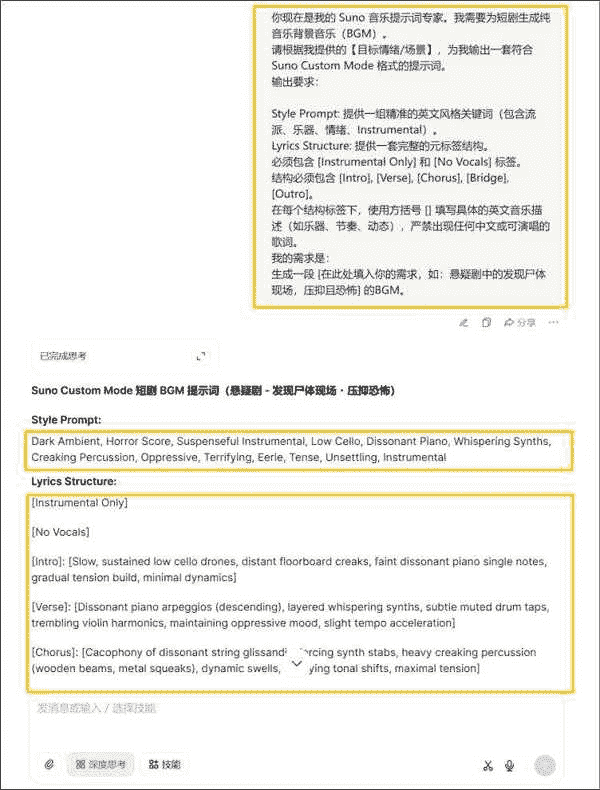 你现在是我的 Suno 音乐提示词专家。我需要为短剧生成纯
音乐背景音乐（BGM）。
请根据我提供的【目标情绪/场景】，为我输出一套符合
Suno Custom Mode 格式的提示词。
输出要求：
Style Prompt: 提供一组精准的英文风格关键词（包含流
派、乐器、情绪、Instrumental）。
Lyrics Structure: 提供一套完整的元标签结构。
必须包含 [Instrumental Only] 和 [No Vocals] 标签。
结构必须包含 [Intro], [Verse], [Chorus], [Bridge],
[Outro]。
在每个结构标签下，使用方括号 [] 填写具体的英文音乐描
述（如乐器、节奏、动态），严禁出现任何中文或可演唱的
歌词。
我的需求是：
生成一段 [在此处填入你的需求，如：悬疑剧中的发现尸体
现场，压抑且恐怖] 的BGM。
分享
已完成思考
Suno Custom Mode 短剧 BGM 提示词（悬疑剧 - 发现尸体现场 · 压抑恐怖）
Style Prompt:
Dark Ambient, Horror Score, Suspenseful Instrumental, Low Cello, Dissonant Piano, Whispering Synths,
Creaking Percussion, Oppressive, Terrifying, Eerie, Tense, Unsettling, Instrumental
Lyrics Structure:
[Instrumental Only]
[No Vocals]
[Intro]: [Slow, sustained low cello drones, distant floorboard creaks, faint dissonant piano single notes,
gradual tension build, minimal dynamics]
[Verse]: [Dissonant piano arpeggios (descending), layered whispering synths, subtle muted drum taps,
trembling violin harmonics, maintaining oppressive mood, slight tempo acceleration]
[Chorus]: [Cacophony of dissonant string glissandi rcing synth stabs, heavy creaking percussion
(wooden beams, metal squeaks), dynamic swells, ying tonal shifts, maximal tension]
发消息或输入 / 选择技能
深度思考
技能